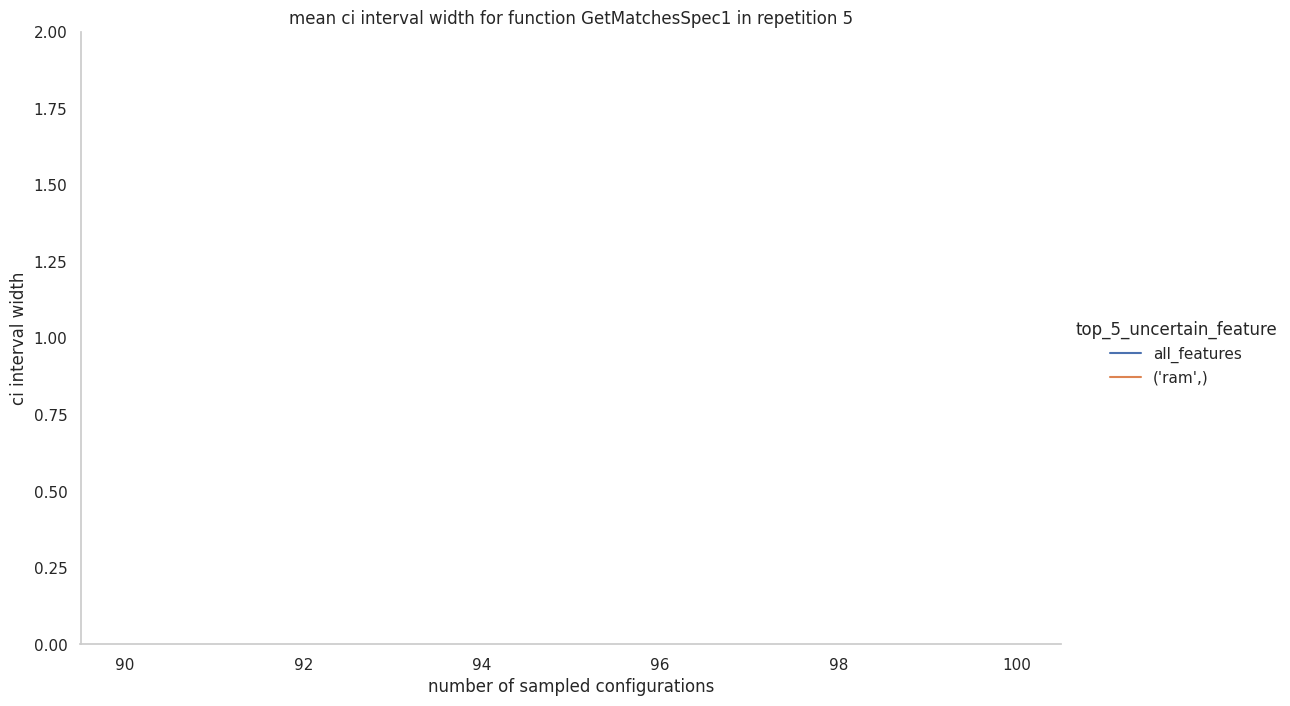 mean ci interval width for function GetMatchesSpec1 in repetition 5
2.00
1.75
1.50
1.25
1.00
0.75
0.50
0.25
0.00
ci interval width
90 92 94 96 98 100
number of sampled configurations
top_5_uncertain_feature
all_features
('ram',)